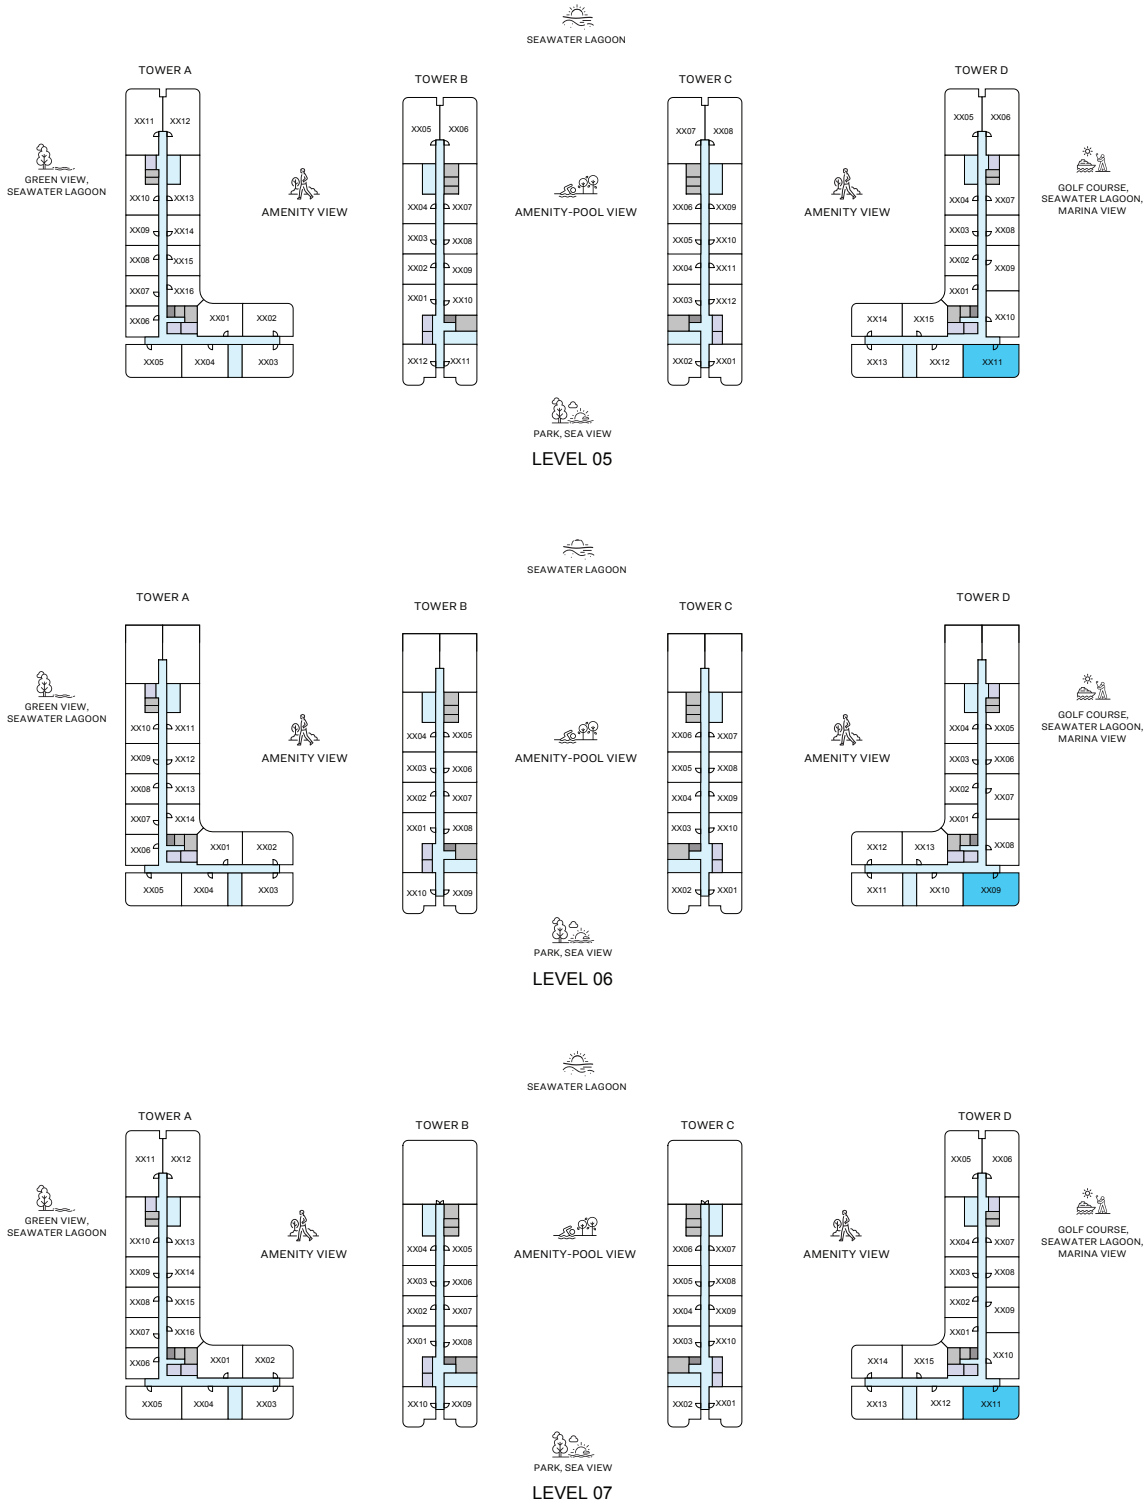 SEAWATER LAGOON
TOWER A
TOWER B
TOWER C
TOWER D
XX11 XX12
XX05 XX06
XX07 XX08
XX05 XX06
GREEN VIEW,
SEAWATER LAGOON
AMENITY VIEW
AMENITY-POOL VIEW
AMENITY VIEW
GOLF COURSE,
SEAWATER LAGOON,
MARINA VIEW
XX10 XX13
XX04 XX07
XX06 XX09
XX04 XX07
XX09 XX14
XX03 XX08
XX05 XX10
XX03 XX08
XX08 XX15
XX02 XX09
XX04 XX11
XX02 XX09
XX07 XX16
XX01 XX10
XX03 XX12
XX01
XX06 XX01 XX02
XX14 XX15 XX10
XX05 XX04 XX03
XX12 XX11
XX02 XX01
XX13 XX12 XX11
PARK, SEA VIEW
LEVEL 05
SEAWATER LAGOON
TOWER A
TOWER B
TOWER C
TOWER D
GREEN VIEW,
SEAWATER LAGOON
AMENITY VIEW
AMENITY-POOL VIEW
AMENITY VIEW
GOLF COURSE,
SEAWATER LAGOON,
MARINA VIEW
XX10 XX11
XX04 XX05
XX06 XX07
XX04 XX05
XX09 XX12
XX03 XX06
XX05 XX08
XX03 XX06
XX08 XX13
XX02 XX07
XX04 XX09
XX02 XX07
XX07 XX14
XX01 XX08
XX03 XX10
XX01
XX06 XX01 XX02
XX12 XX13 XX08
XX05 XX04 XX03
XX10 XX09
XX02 XX01
XX11 XX10 XX09
PARK, SEA VIEW
LEVEL 06
SEAWATER LAGOON
TOWER A
TOWER B
TOWER C
TOWER D
XX11 XX12
XX05 XX06
GREEN VIEW,
SEAWATER LAGOON
AMENITY VIEW
AMENITY-POOL VIEW
AMENITY VIEW
GOLF COURSE,
SEAWATER LAGOON,
MARINA VIEW
XX10 XX13
XX04 XX05
XX06 XX07
XX04 XX07
XX09 XX14
XX03 XX06
XX05 XX08
XX03 XX08
XX08 XX15
XX02 XX07
XX04 XX09
XX02 XX09
XX07 XX16
XX01 XX08
XX03 XX10
XX01
XX06 XX01 XX02
XX14 XX15 XX10
XX05 XX04 XX03
XX10 XX09
XX02 XX01
XX13 XX12 XX11
PARK, SEA VIEW
LEVEL 07